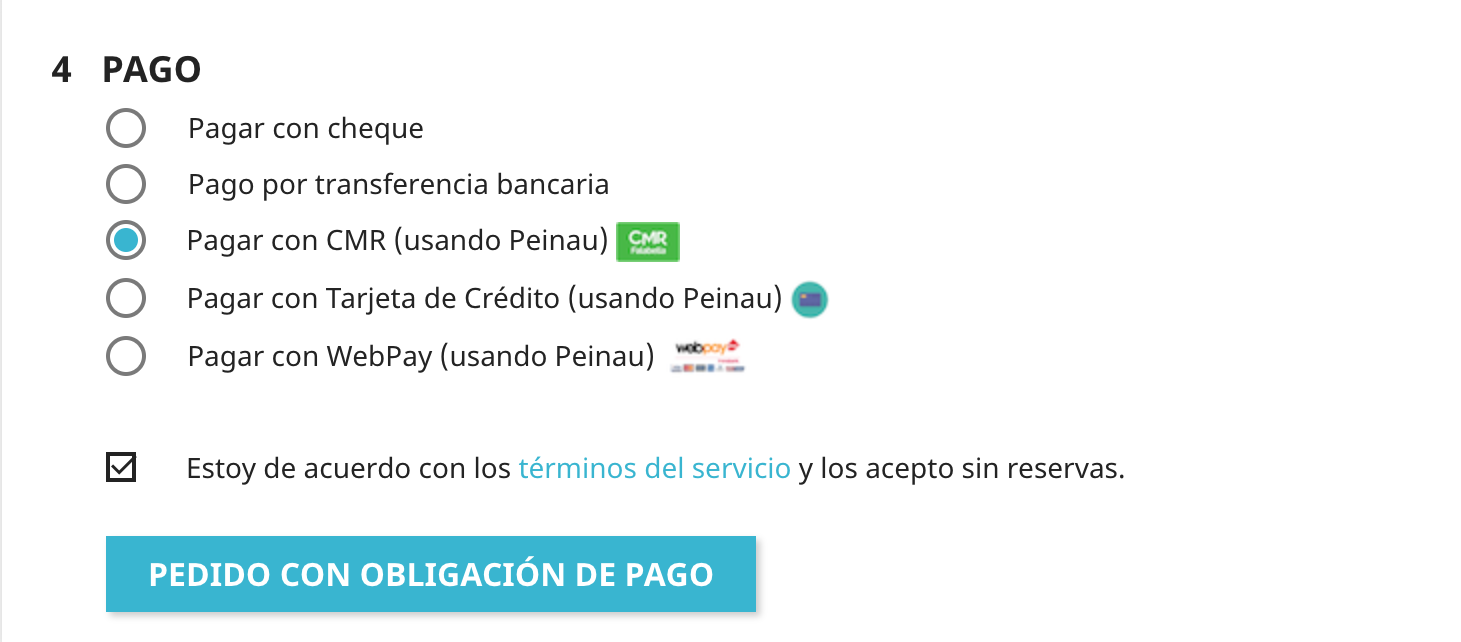 4 PAGO
Pagar con cheque
Pago por transferencia bancaria
Pagar con CMR (usando Peinau) CMR Falabella
Pagar con Tarjeta de Crédito (usando Peinau)
Pagar con WebPay (usando Peinau) webpay
Estoy de acuerdo con los términos del servicio y los acepto sin reservas.
PEDIDO CON OBLIGACIÓN DE PAGO